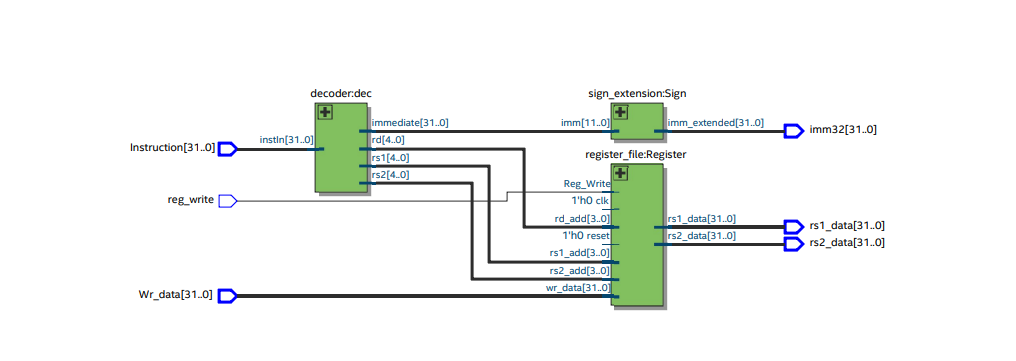 decoder:dec
sign_extension:Sign
immediate[31..0]
imm[11..0]
imm_extended[31..0]
imm32[31..0]
instIn[31..0]
rd[4..0]
Instruction[31..0]
rs1[4..0]
register_file:Register
rs2[4..0]
Reg_Write
reg_write
1'h0 clk
rd_add[3..0]
rs1_data[31..0]
rs1_data[31..0]
1'h0 reset
rs2_data[31..0]
rs2_data[31..0]
rs1_add[3..0]
rs2_add[3..0]
wr_data[31..0]
Wr_data[31..0]